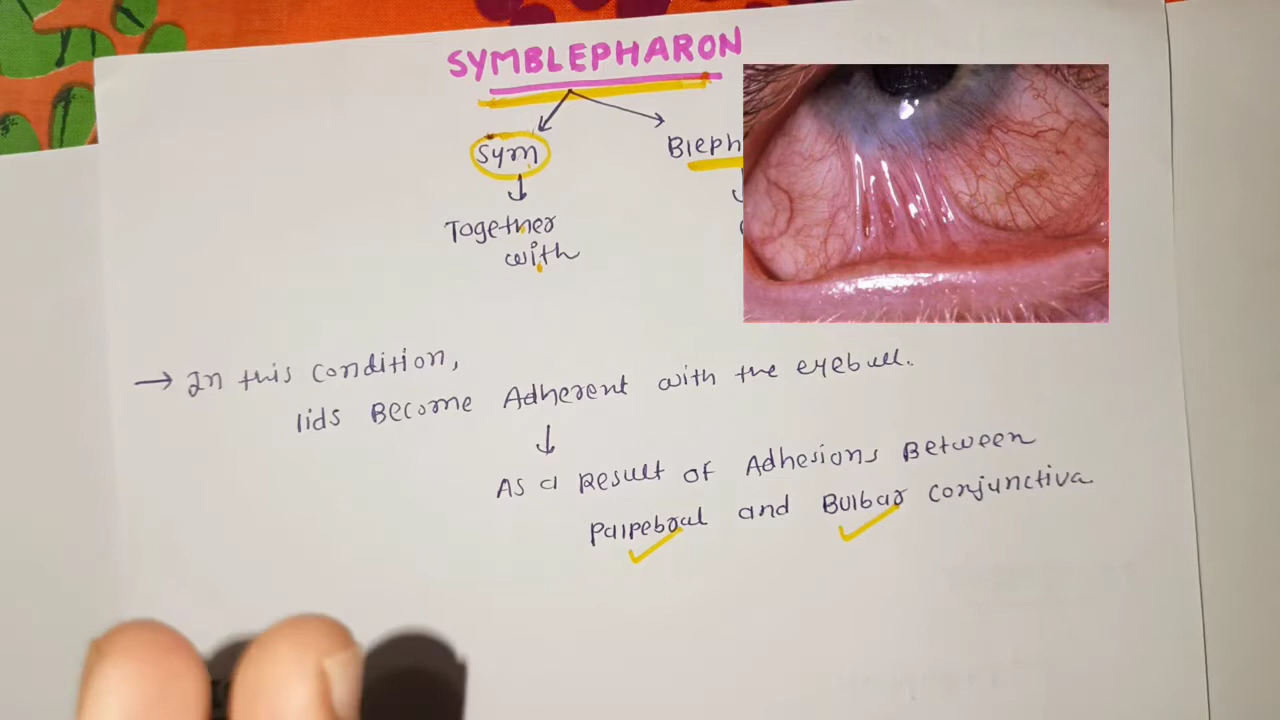 SYMBLEPHARON
Sym Bleph
Together
with
→ In this condition,
lids Become Adherent with the eyeball.
As a Result of Adhesions Between
Palpebral and Bulbar conjunctiva